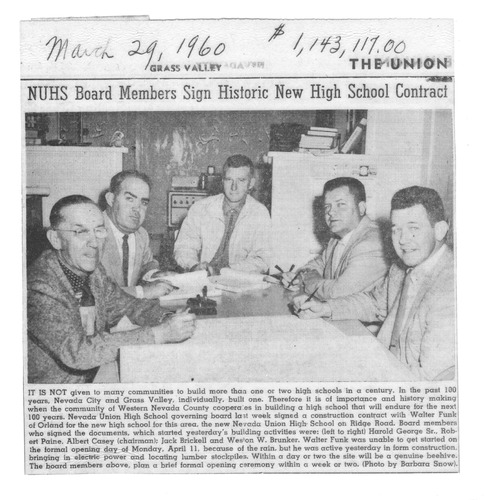 March 29, 1960 $ 1,143,117.00
GRASS VALLEY THE UNION
NUHS Board Members Sign Historic New High School Contract
IT IS NOT given to many communities to build more than one or two high schools in a century. In the past 100
years, Nevada City and Grass Valley, individually, built one. Therefore it is of importance and history making
when the community of Western Nevada County cooperates in building a high school that will endure for the next
100 years. Nevada Union High School governing board last week signed a construction contract with Walter Funk
of Orland for the new high school for this area, the new Nevada Union High School on Ridge Road. Board members
who signed the documents, which started yesterday's building activities were: (left to right) Harold George Sr., Rob-
ert Paine, Albert Casey (chairman); Jack Brickell and Weston W. Brunker. Walter Funk was unable to get started on
the formal opening day of Monday, April 11, because of the rain, but he was active yesterday in form construction,
bringing in electric power and locating lumber stockpiles. Within a day or two the site will be a genuine beehive.
The board members above, plan a brief formal opening ceremony within a week or two. (Photo by Barbara Snow).